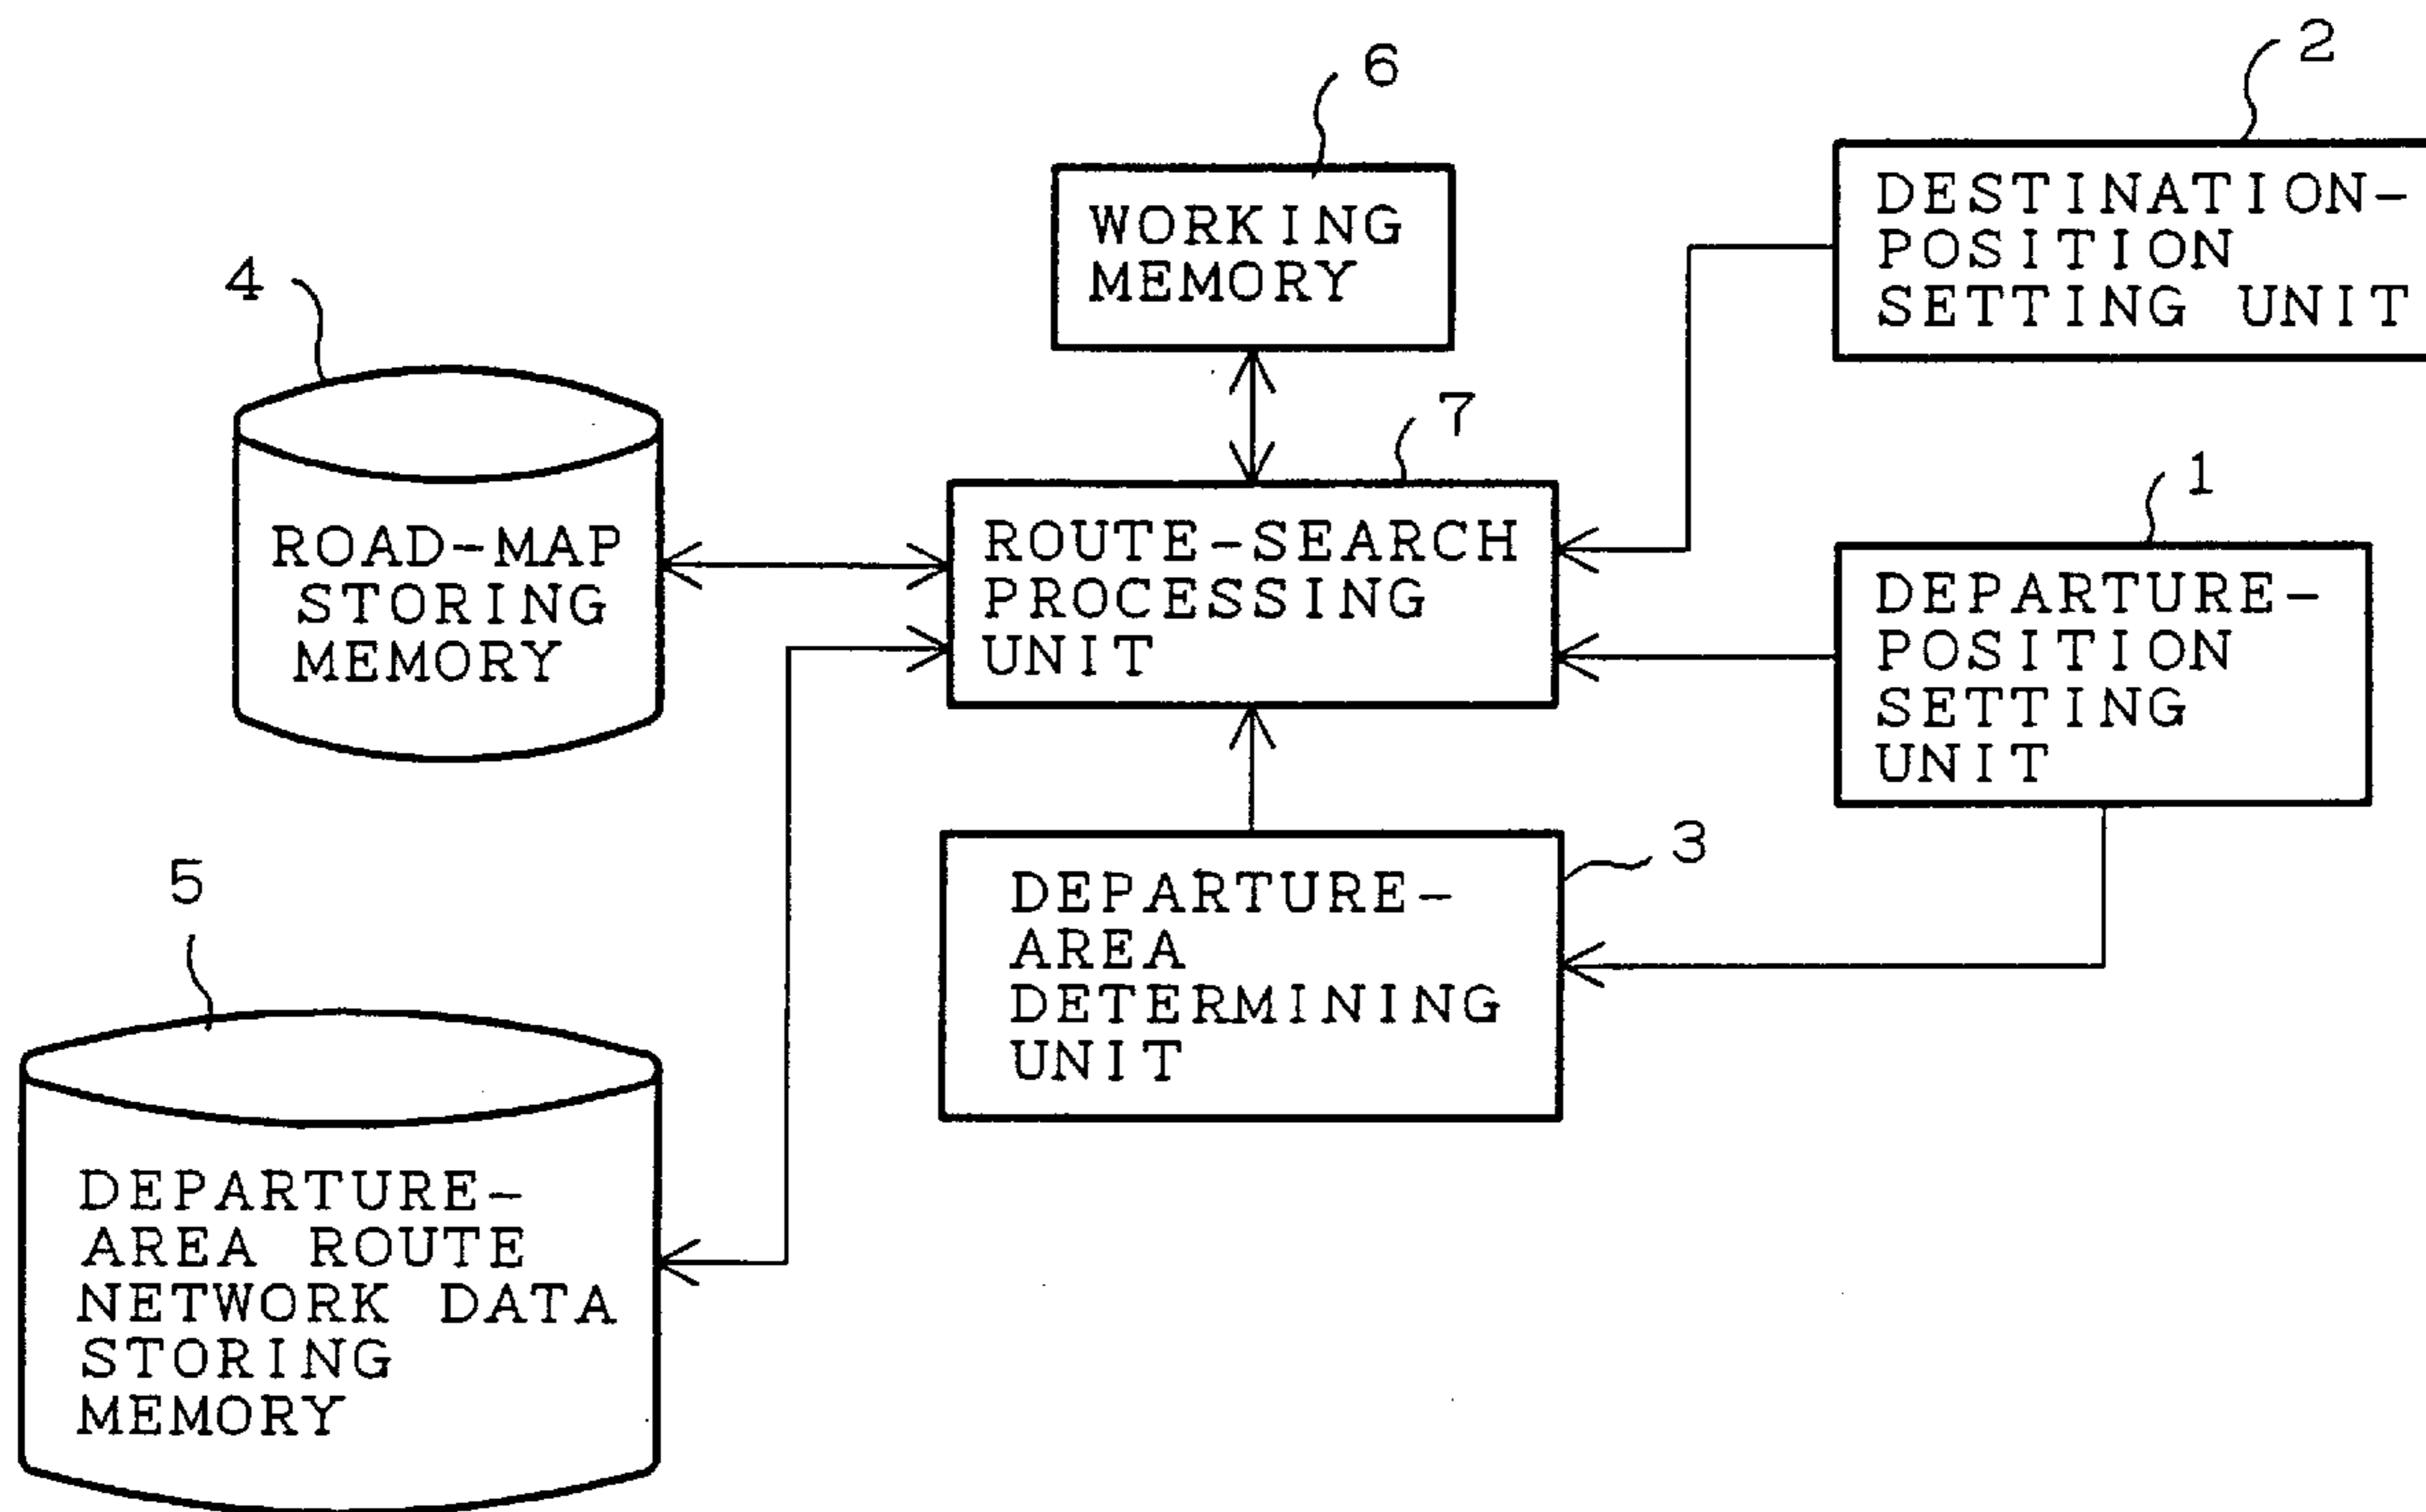 2
6
DESTINATION-
POSITION
SETTING UNIT
WORKING
MEMORY
4
7
1
ROAD-MAP
STORING
MEMORY
ROUTE-SEARCH
PROCESSING
UNIT
DEPARTURE-
POSITION
SETTING
UNIT
3
5
DEPARTURE-
AREA
DETERMINING
UNIT
DEPARTURE-
AREA ROUTE
NETWORK DATA
STORING
MEMORY